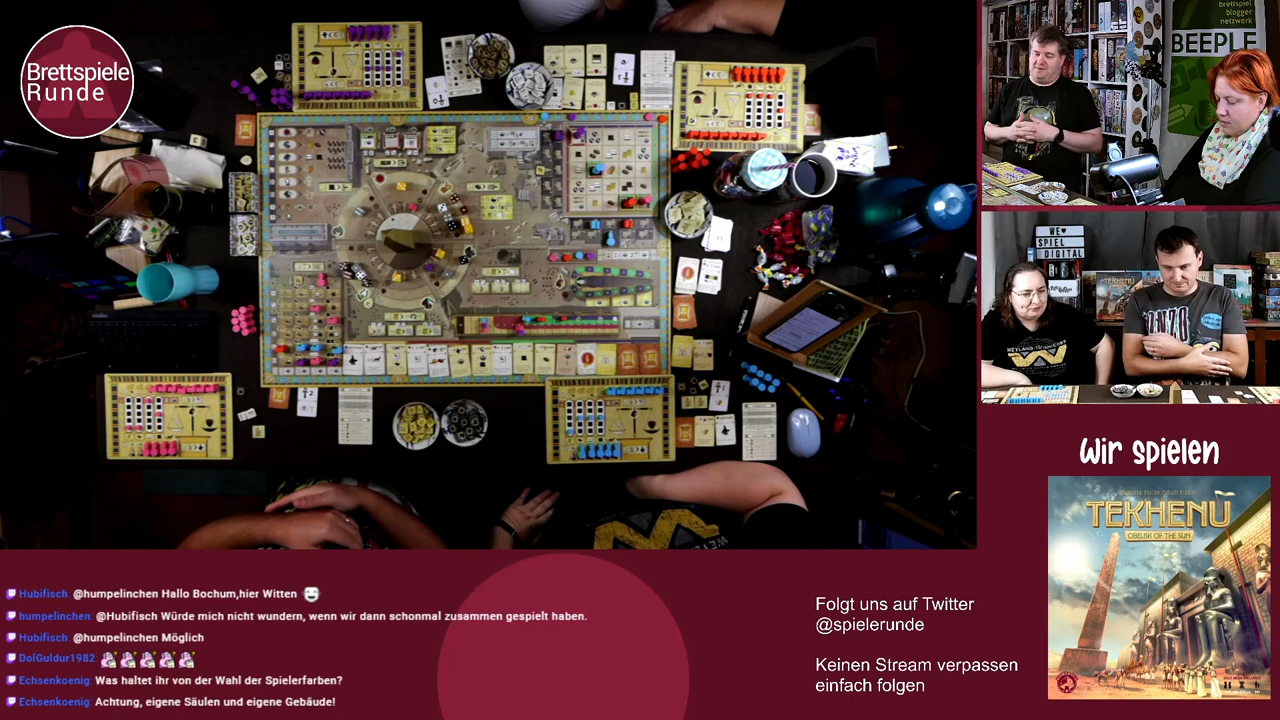 Brettspiele
Runde
brettspiel
blogger
netzwerk
BEEPLE
WE
SPIEL
DIGITAL
Wir spielen
TEKHENU
OBELISK OF THE SUN
Hubifisch: @humpelinchen Hallo Bochum,hier Witten
humpelinchen: @Hubifisch Würde mich nicht wundern, wenn wir dann schonmal zusammen gespielt haben.
Hubifisch: @humpelinchen Möglich
DolGuldur1982:
Echsenkoenig: Was haltet ihr von der Wahl der Spielerfarben?
Echsenkoenig: Achtung, eigene Säulen und eigene Gebäude!
Folgt uns auf Twitter
@spielerunde
Keinen Stream verpassen
einfach folgen